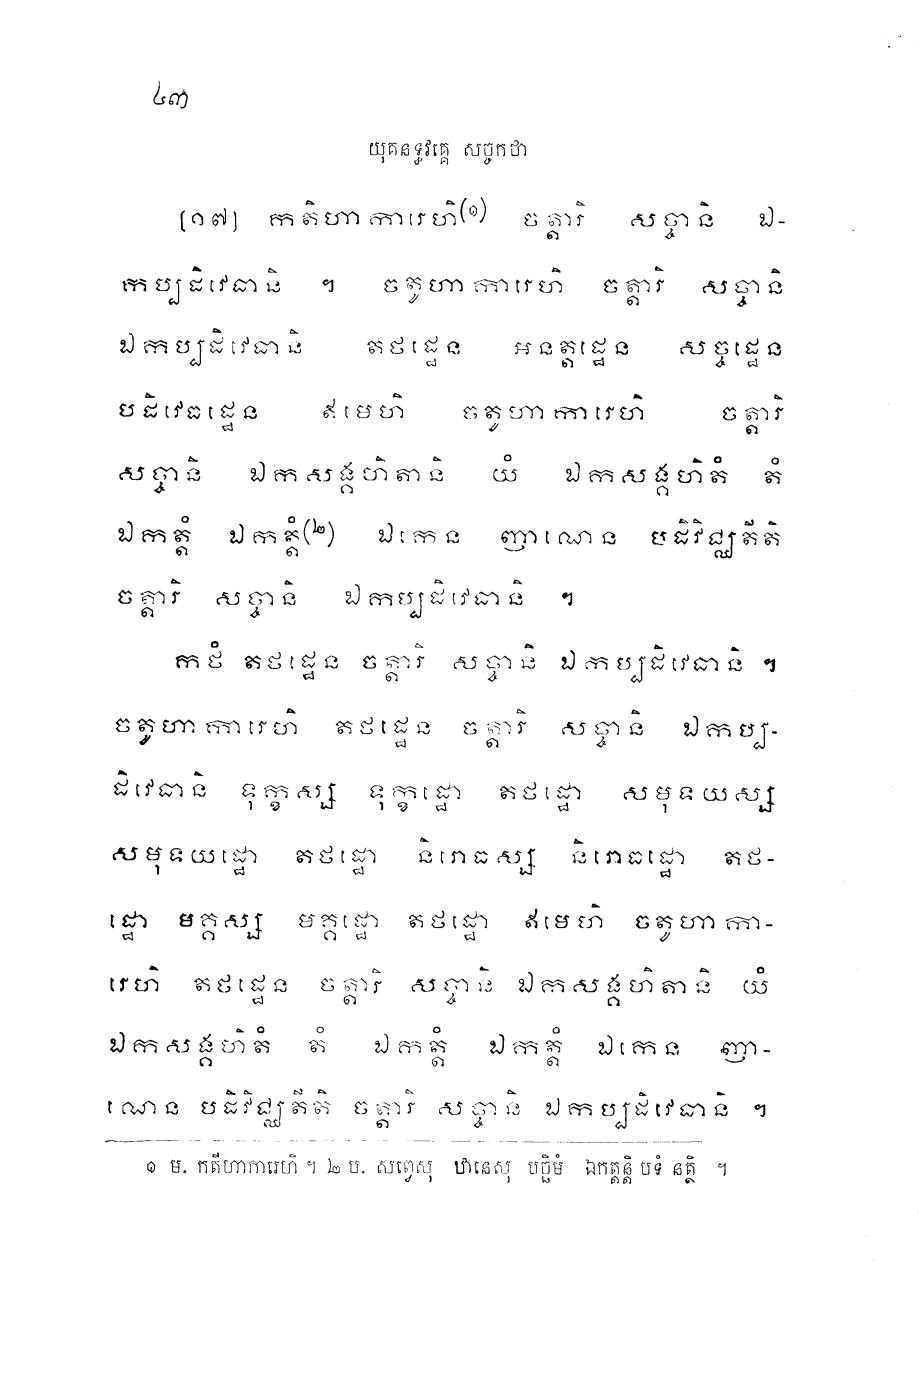 ៤៣
យុគនទ្ធវគ្គេ សច្ចកថា
[១៧] កតិហាការេហិ(១) ចត្តារិ សច្ចានិ ឯ-
កប្បដិវេធានិ ។ ចតូហាការេហិ ចត្តារិ សច្ចានិ
ឯកប្បដិវេធានិ តថដ្ឋេន អនត្តដ្ឋេន សច្ចដ្ឋេន
បដិវេធដ្ឋេន ឥមេហិ ចតូហាការេហិ ចត្តារិ
សច្ចានិ ឯកសង្គហិតានិ យំ ឯកសង្គហិតំ តំ
ឯកត្តំ ឯកត្តំ(២) ឯកេន ញាណេន បដិវិជ្ឈតីតិ
ចត្តារិ សច្ចានិ ឯកប្បដិវេធានិ ។
កថំ តថដ្ឋេន ចត្តារិ សច្ចានិ ឯកប្បដិវេធានិ ។
ចតូហាការេហិ តថដ្ឋេន ចត្តារិ សច្ចានិ ឯកប្ប-
ដិវេធានិ ទុក្ខស្ស ទុក្ខដ្ឋោ តថដ្ឋោ សមុទយស្ស
សមុទយដ្ឋោ តថដ្ឋោ និរោធស្ស និរោធដ្ឋោ តថ-
ដ្ឋោ មគ្គស្ស មគ្គដ្ឋោ តថដ្ឋោ ឥមេហិ ចតូហាកា-
រេហិ តថដ្ឋេន ចត្តារិ សច្ចានិ ឯកសង្គហិតានិ យំ
ឯកសង្គហិតំ តំ ឯកត្តំ ឯកត្តំ ឯកេន ញា-
ណេន បដិវិជ្ឈតីតិ ចត្តារិ សច្ចានិ ឯកប្បដិវេធានិ ។
១ ម. កតីហាការេហិ ។ ២ ប. សព្វេសុ ឋានេសុ បច្ឆិមំ ឯកត្តន្តិ បទំ នត្ថិ ។